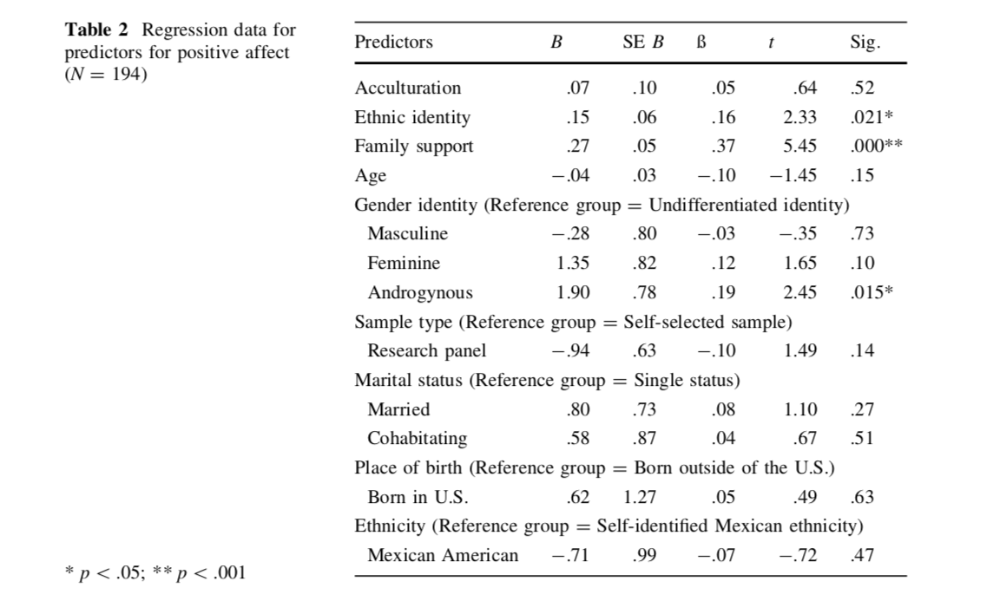 Table 2 Regression data for
predictors for positive affect
(N = 194)
Predictors B SE B ß t Sig.
Acculturation .07 .10 .05 .64 .52
Ethnic identity .15 .06 .16 2.33 .021*
Family support .27 .05 .37 5.45 .000**
Age −.04 .03 −.10 −1.45 .15
Gender identity (Reference group = Undifferentiated identity)
Masculine −.28 .80 −.03 −.35 .73
Feminine 1.35 .82 .12 1.65 .10
Androgynous 1.90 .78 .19 2.45 .015*
Sample type (Reference group = Self-selected sample)
Research panel −.94 .63 −.10 1.49 .14
Marital status (Reference group = Single status)
Married .80 .73 .08 1.10 .27
Cohabitating .58 .87 .04 .67 .51
Place of birth (Reference group = Born outside of the U.S.)
Born in U.S. .62 1.27 .05 .49 .63
Ethnicity (Reference group = Self-identified Mexican ethnicity)
Mexican American −.71 .99 −.07 −.72 .47
* p < .05; ** p < .001